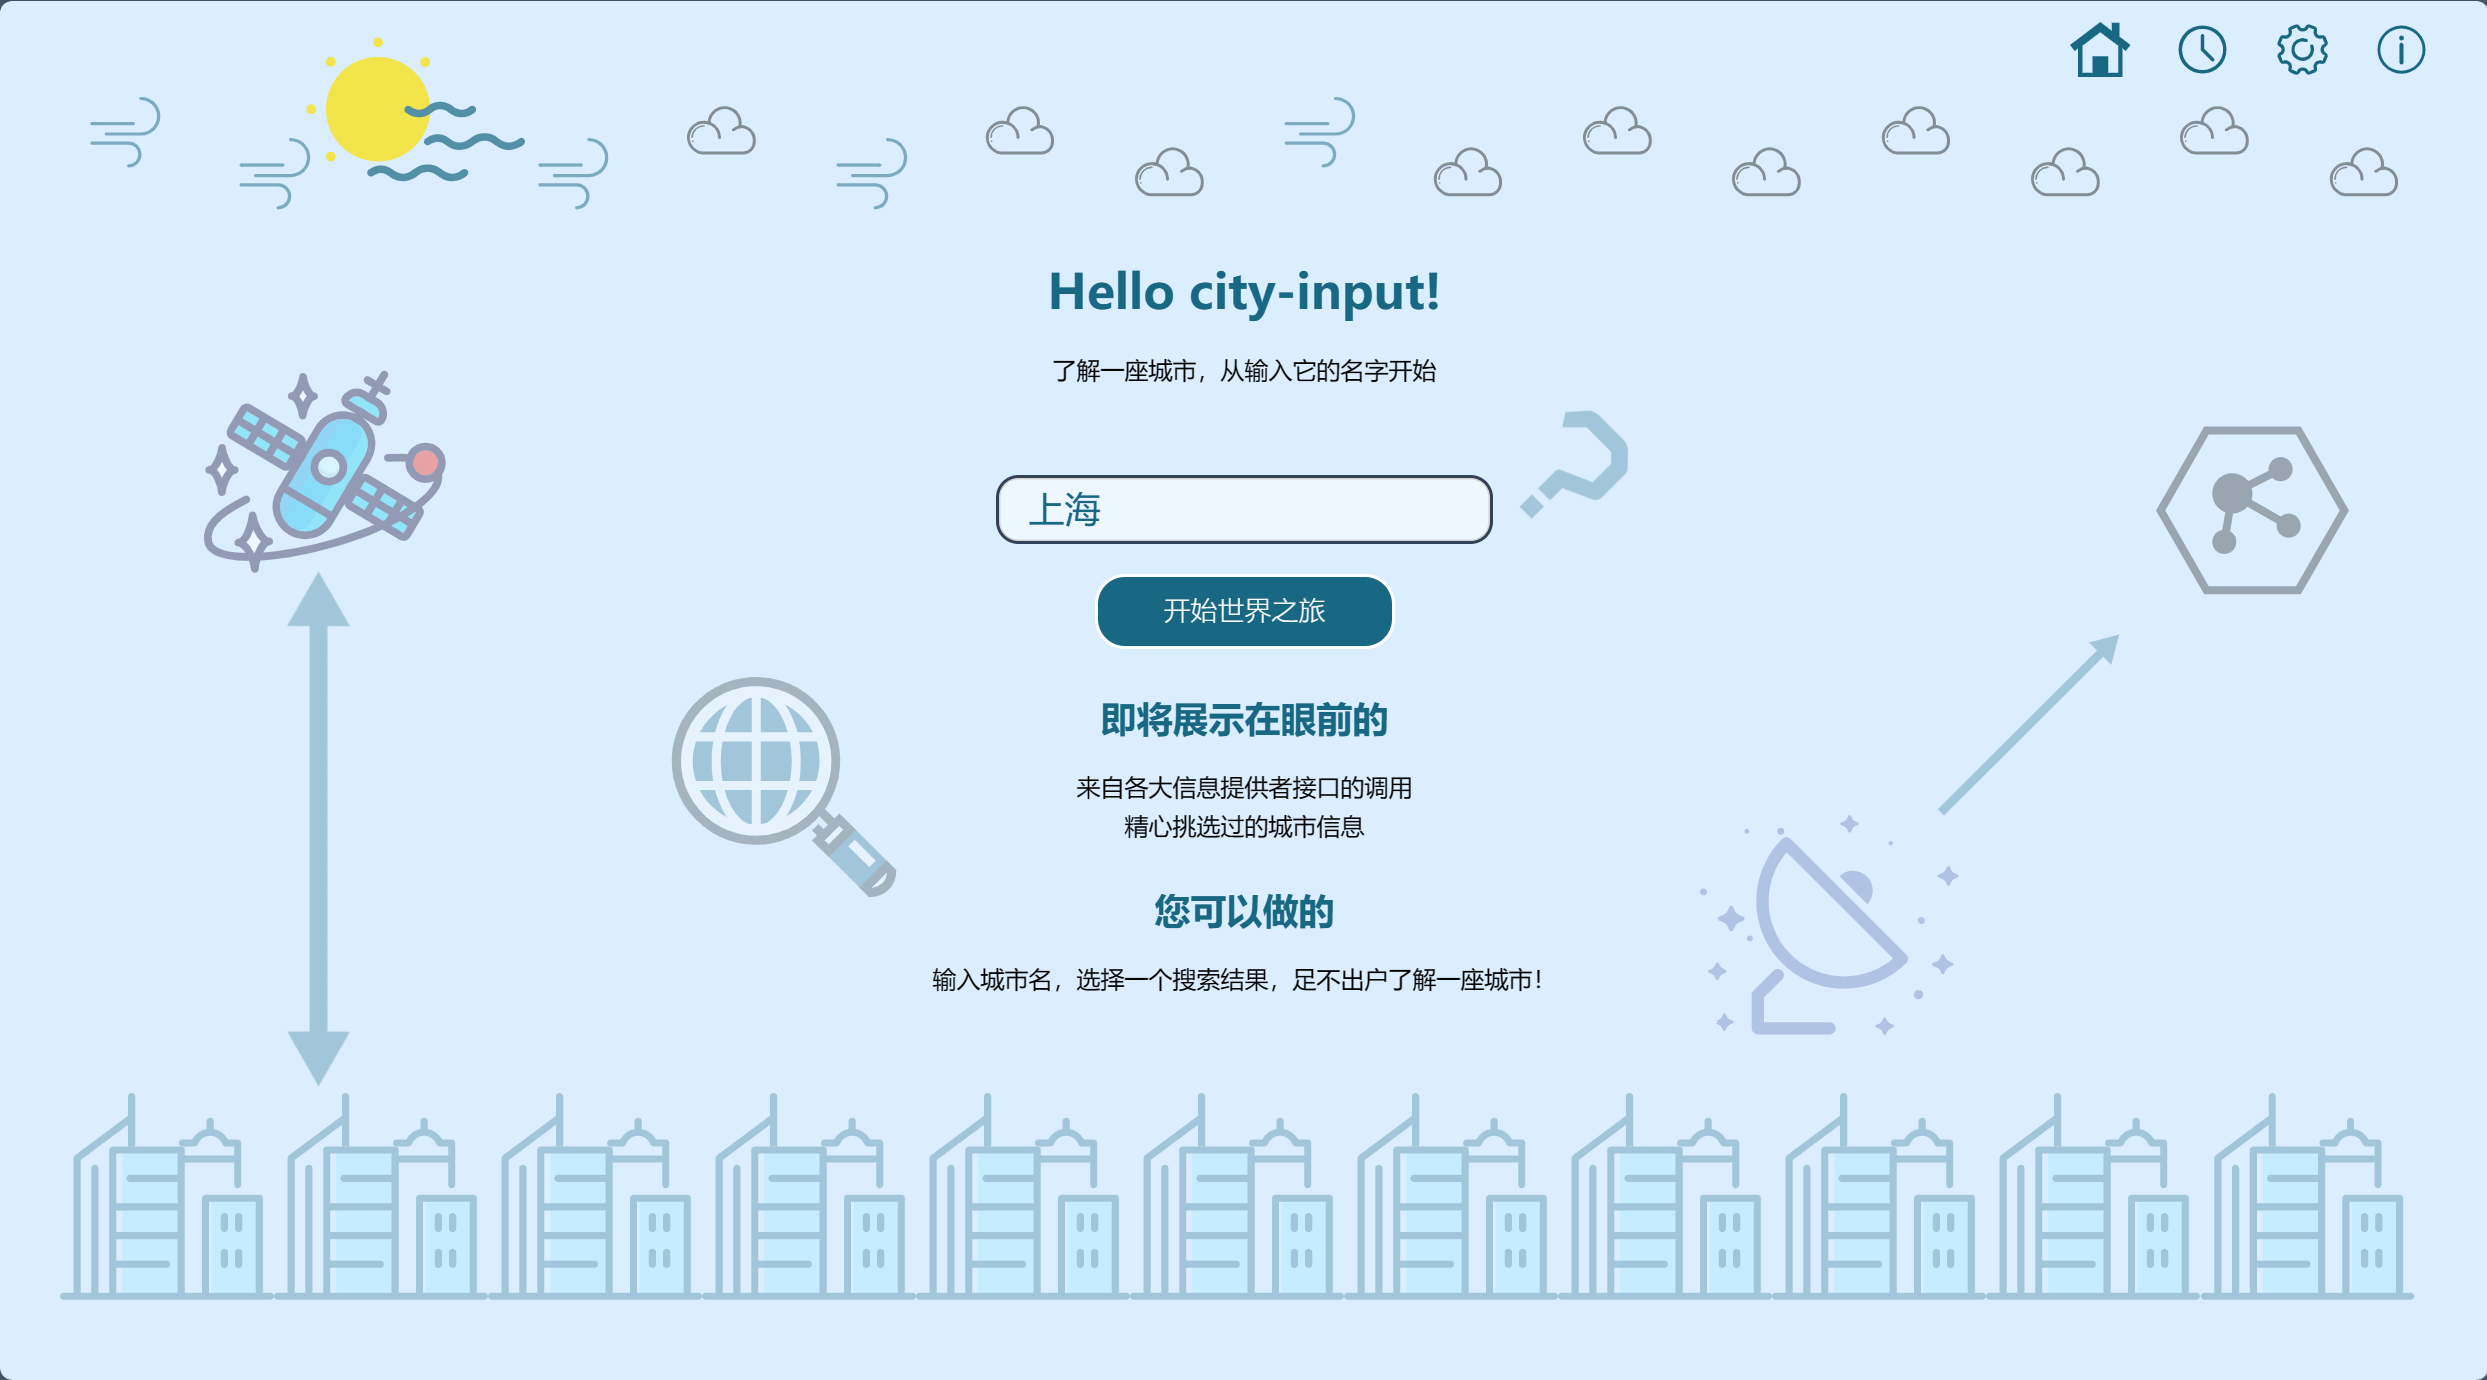 Hello city-input!
了解一座城市，从输入它的名字开始
上海
开始世界之旅
即将展示在眼前的
来自各大信息提供者接口的调用
精心挑选过的城市信息
您可以做的
输入城市名，选择一个搜索结果，足不出户了解一座城市！